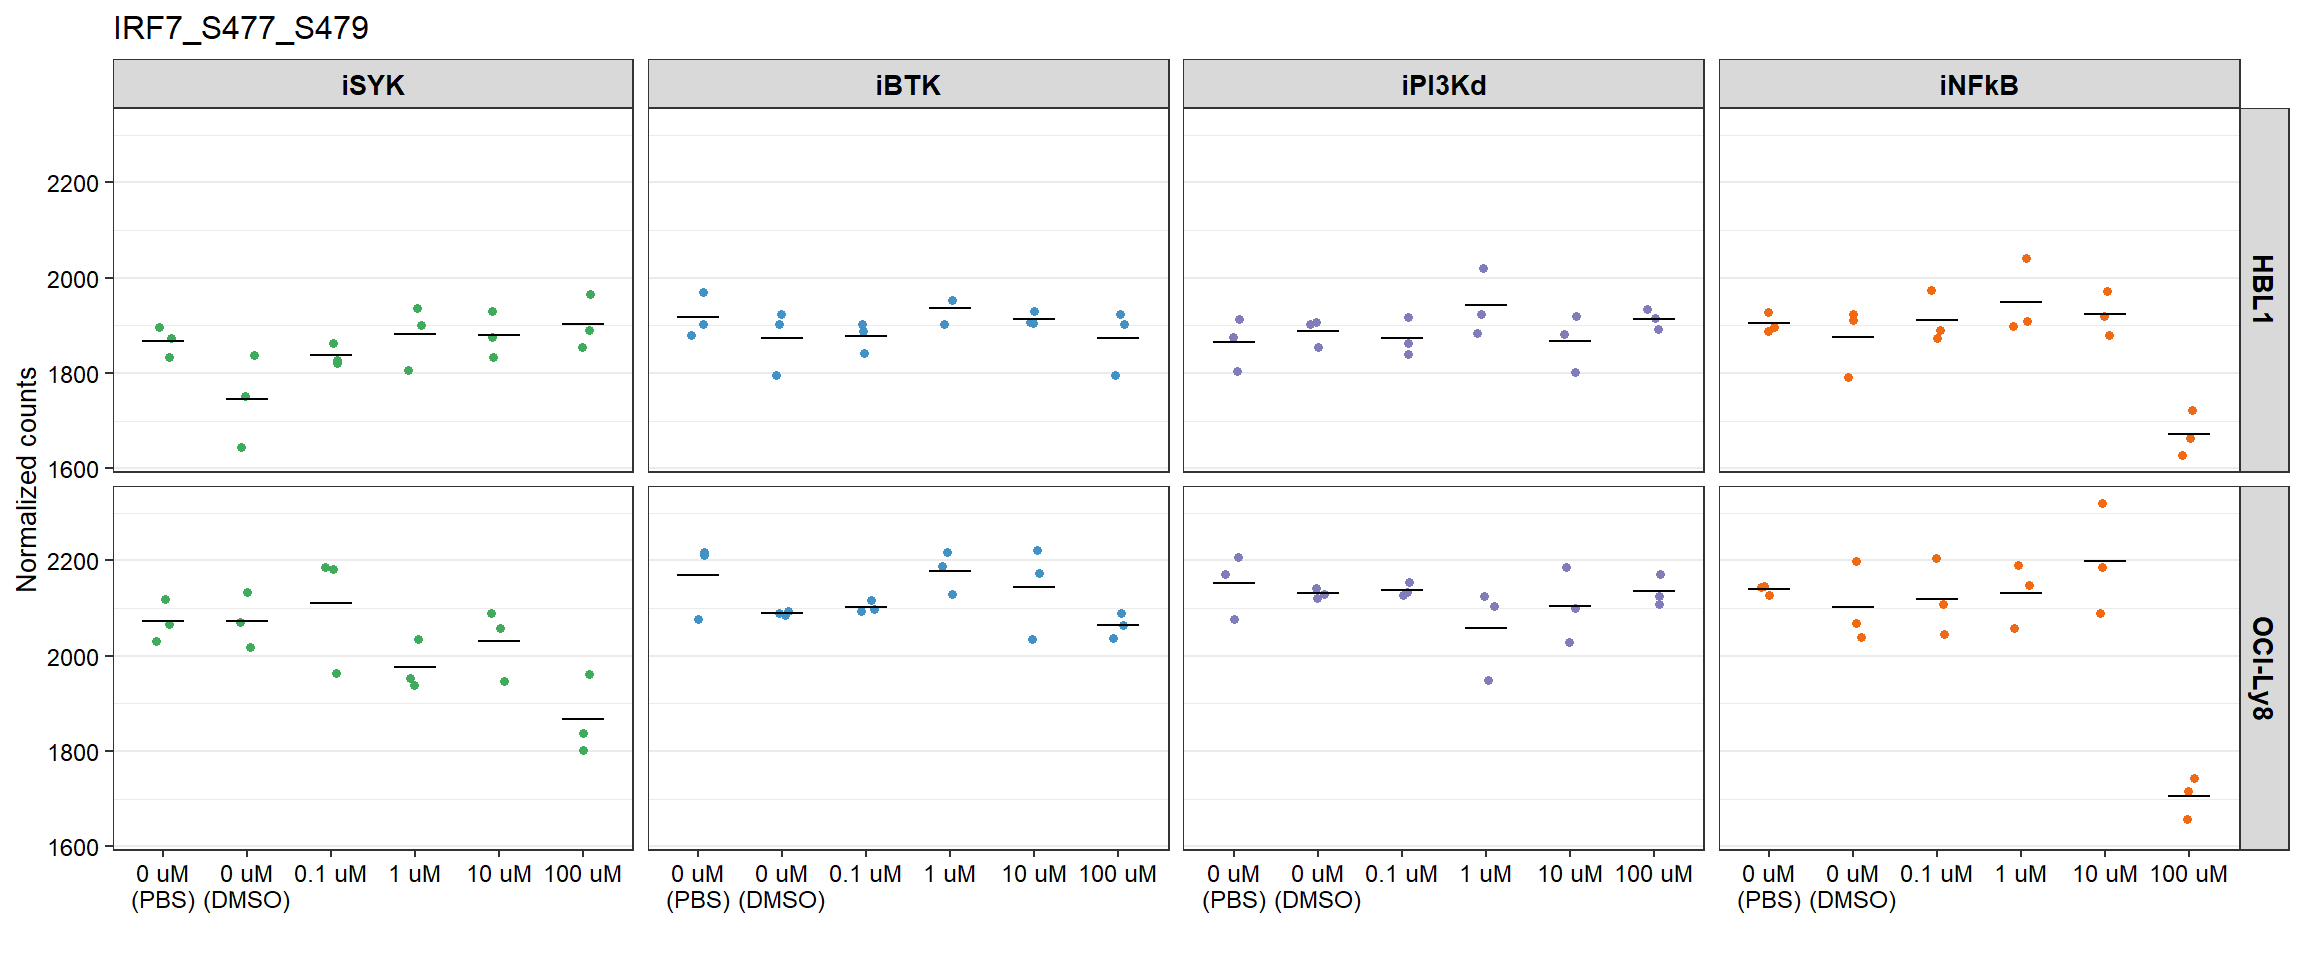 IRF7_S477_S479
iSYK iBTK iPI3Kd iNFkB
Normalized counts
2200
2000
1800
1600
HBL1
2200
2000
1800
1600
OCI-Ly8
0 uM 0 uM 0.1 uM 1 uM 10 uM 100 uM 0 uM 0 uM 0.1 uM 1 uM 10 uM 100 uM 0 uM 0 uM 0.1 uM 1 uM 10 uM 100 uM 0 uM 0 uM 0.1 uM 1 uM 10 uM 100 uM
(PBS) (DMSO) (PBS) (DMSO) (PBS) (DMSO) (PBS) (DMSO)